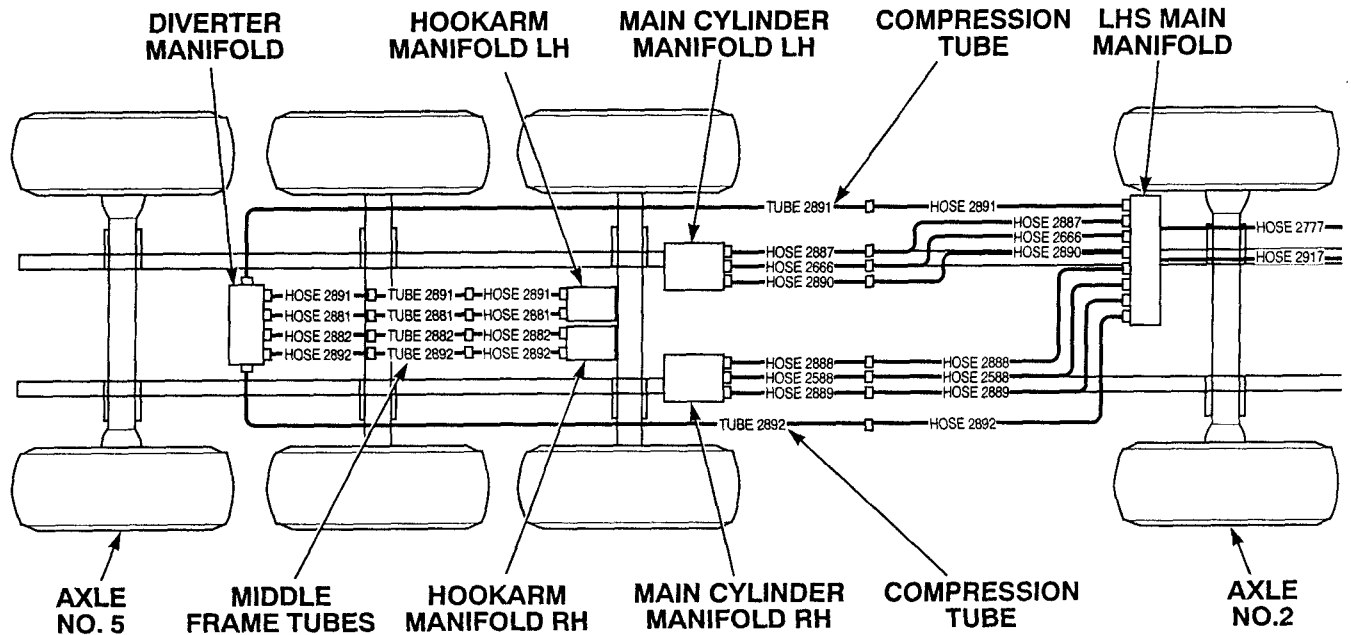 DIVERTER
MANIFOLD
HOOKARM
MANIFOLD LH
MAIN CYLINDER
MANIFOLD LH
COMPRESSION
TUBE
LHS MAIN
MANIFOLD
TUBE 2891
HOSE 2891
HOSE 2887
HOSE 2777
HOSE 2666
HOSE 2887
HOSE 2890
HOSE 2666
HOSE 2917
HOSE 2890
HOSE 2891
TUBE 2891
HOSE 2891
HOSE 2881
TUBE 2881
HOSE 2881
HOSE 2882
TUBE 2882
HOSE 2882
HOSE 2892
TUBE 2892
HOSE 2892
HOSE 2888
HOSE 2888
HOSE 2588
HOSE 2588
HOSE 2889
HOSE 2889
TUBE 2892
HOSE 2892
AXLE
NO. 5
MIDDLE
FRAME TUBES
HOOKARM
MANIFOLD RH
MAIN CYLINDER
MANIFOLD RH
COMPRESSION
TUBE
AXLE
NO.2